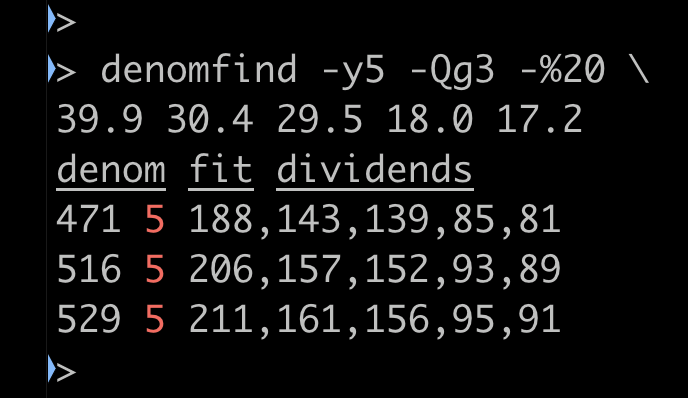 >
> denomfind -y5 -Qg3 -%20 \
39.9 30.4 29.5 18.0 17.2
denom fit dividends
471 5 188,143,139,85,81
516 5 206,157,152,93,89
529 5 211,161,156,95,91
>